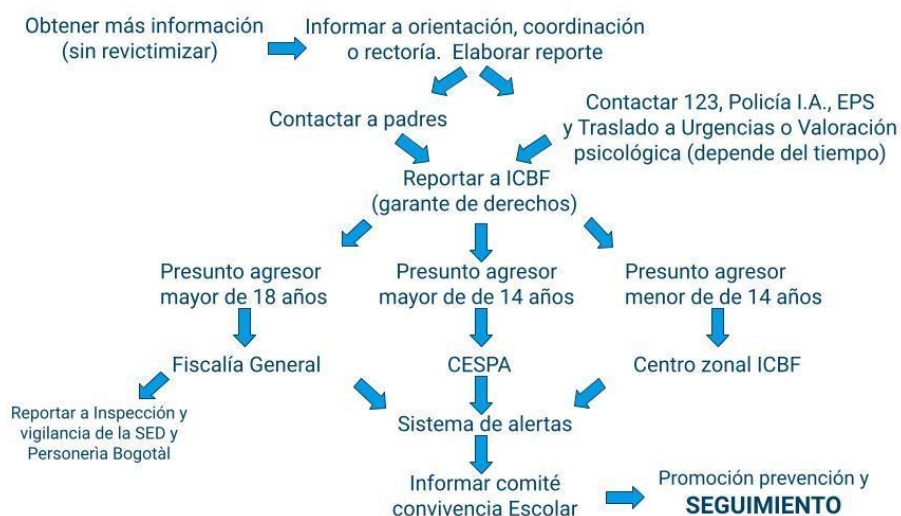 Obtener más información
(sin revictimizar)
Informar a orientación, coordinación
o rectoría. Elaborar reporte
Contactar a padres
Contactar 123, Policía I.A., EPS
y Traslado a Urgencias o Valoración
psicológica (depende del tiempo)
Reportar a ICBF
(garante de derechos)
Presunto agresor
mayor de 18 años
Presunto agresor
mayor de de 14 años
Presunto agresor
menor de de 14 años
Fiscalía General
CESPA
Centro zonal ICBF
Reportar a Inspección y
vigilancia de la SED y
Personerìa Bogotàl
Sistema de alertas
Informar comité
convivencia Escolar
Promoción prevención y
SEGUIMIENTO